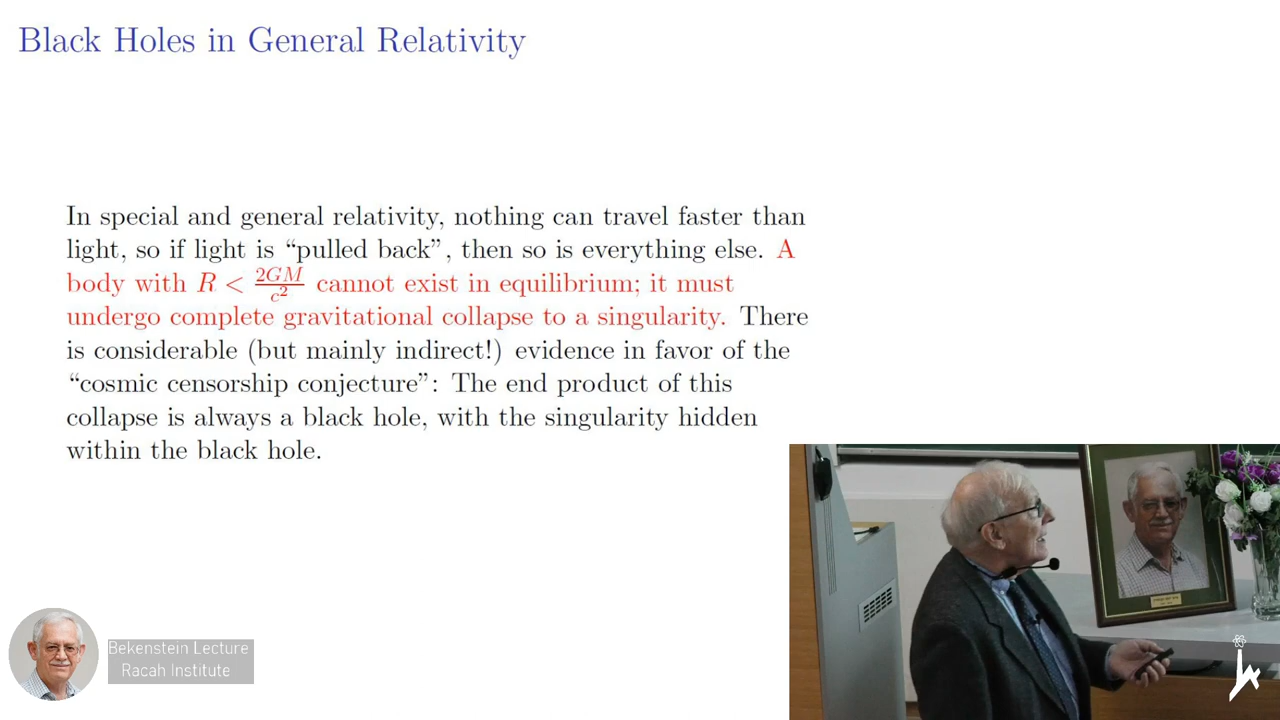 Black Holes in General Relativity
In special and general relativity, nothing can travel faster than
light, so if light is “pulled back”, then so is everything else. A
body with R < 2GM/c² cannot exist in equilibrium; it must
undergo complete gravitational collapse to a singularity. There
is considerable (but mainly indirect!) evidence in favor of the
“cosmic censorship conjecture”: The end product of this
collapse is always a black hole, with the singularity hidden
within the black hole.
Bekenstein Lecture
Racah Institute